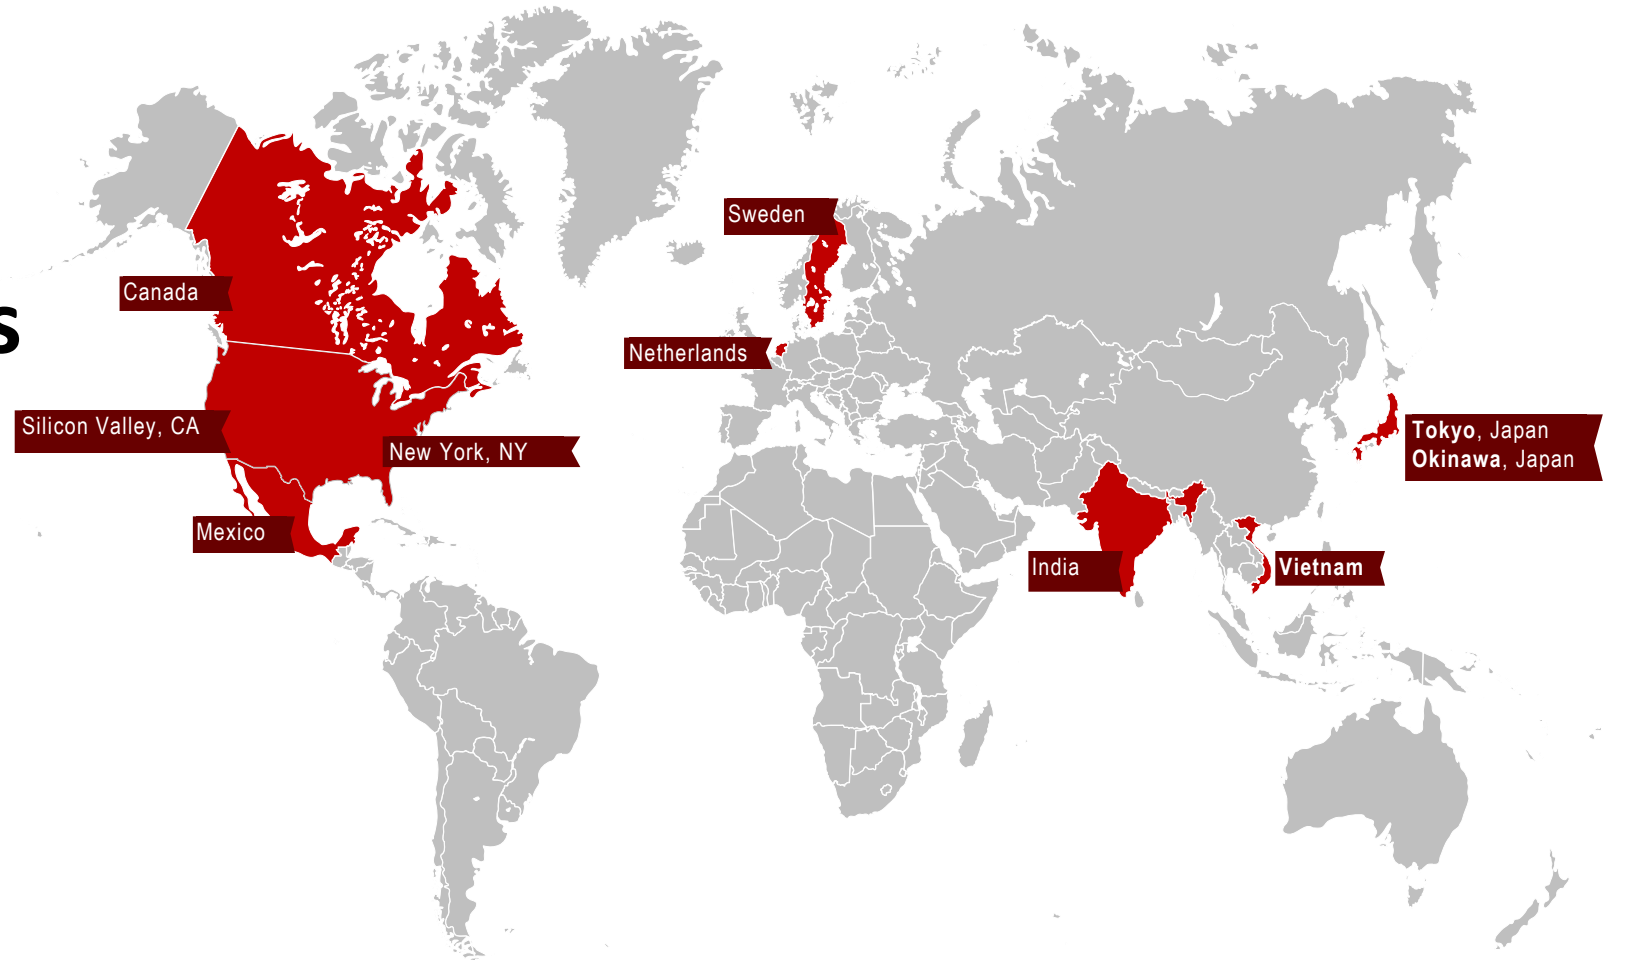 Sweden
Canada
s
Netherlands
Silicon Valley, CA
New York, NY
Tokyo, Japan
Okinawa, Japan
Mexico
India
Vietnam